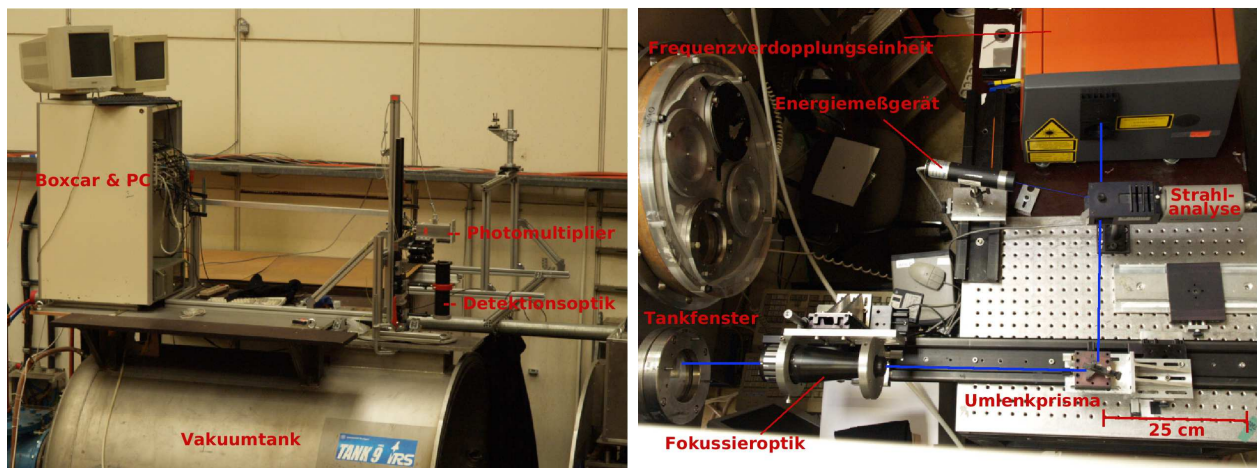 Boxcar & PC
Photomultiplier
Detektionsoptik
Vakuumtank
TANK 9 IRS
Frequenzverdopplungseinheit
Energiemeßgerät
Strahl-
analyse
Tankfenster
Umlenkprisma
25 cm
Fokussieroptik